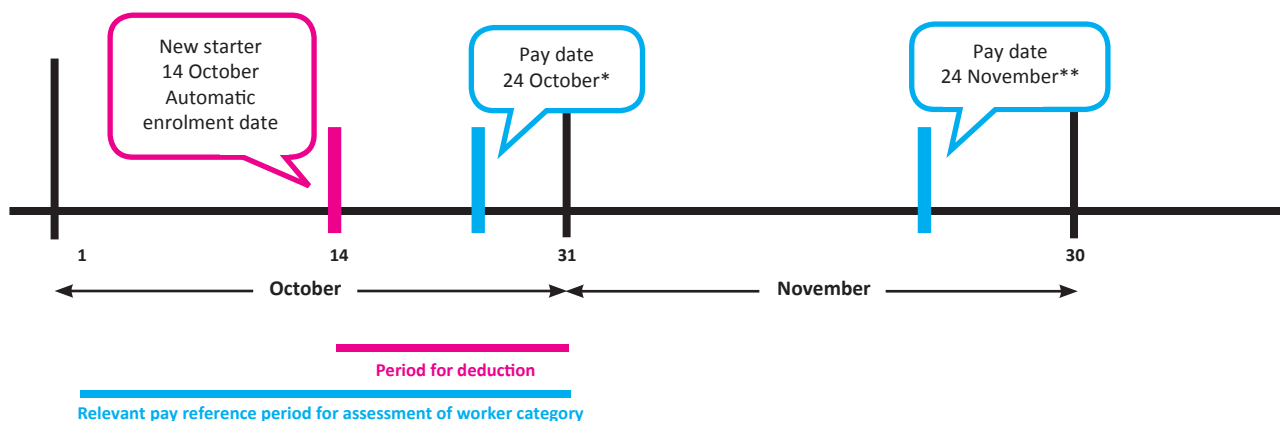 New starter
14 October
Automatic
enrolment date
Pay date
24 October*
Pay date
24 November**
1
14
31
30
October
November
Period for deduction
Relevant pay reference period for assessment of worker category